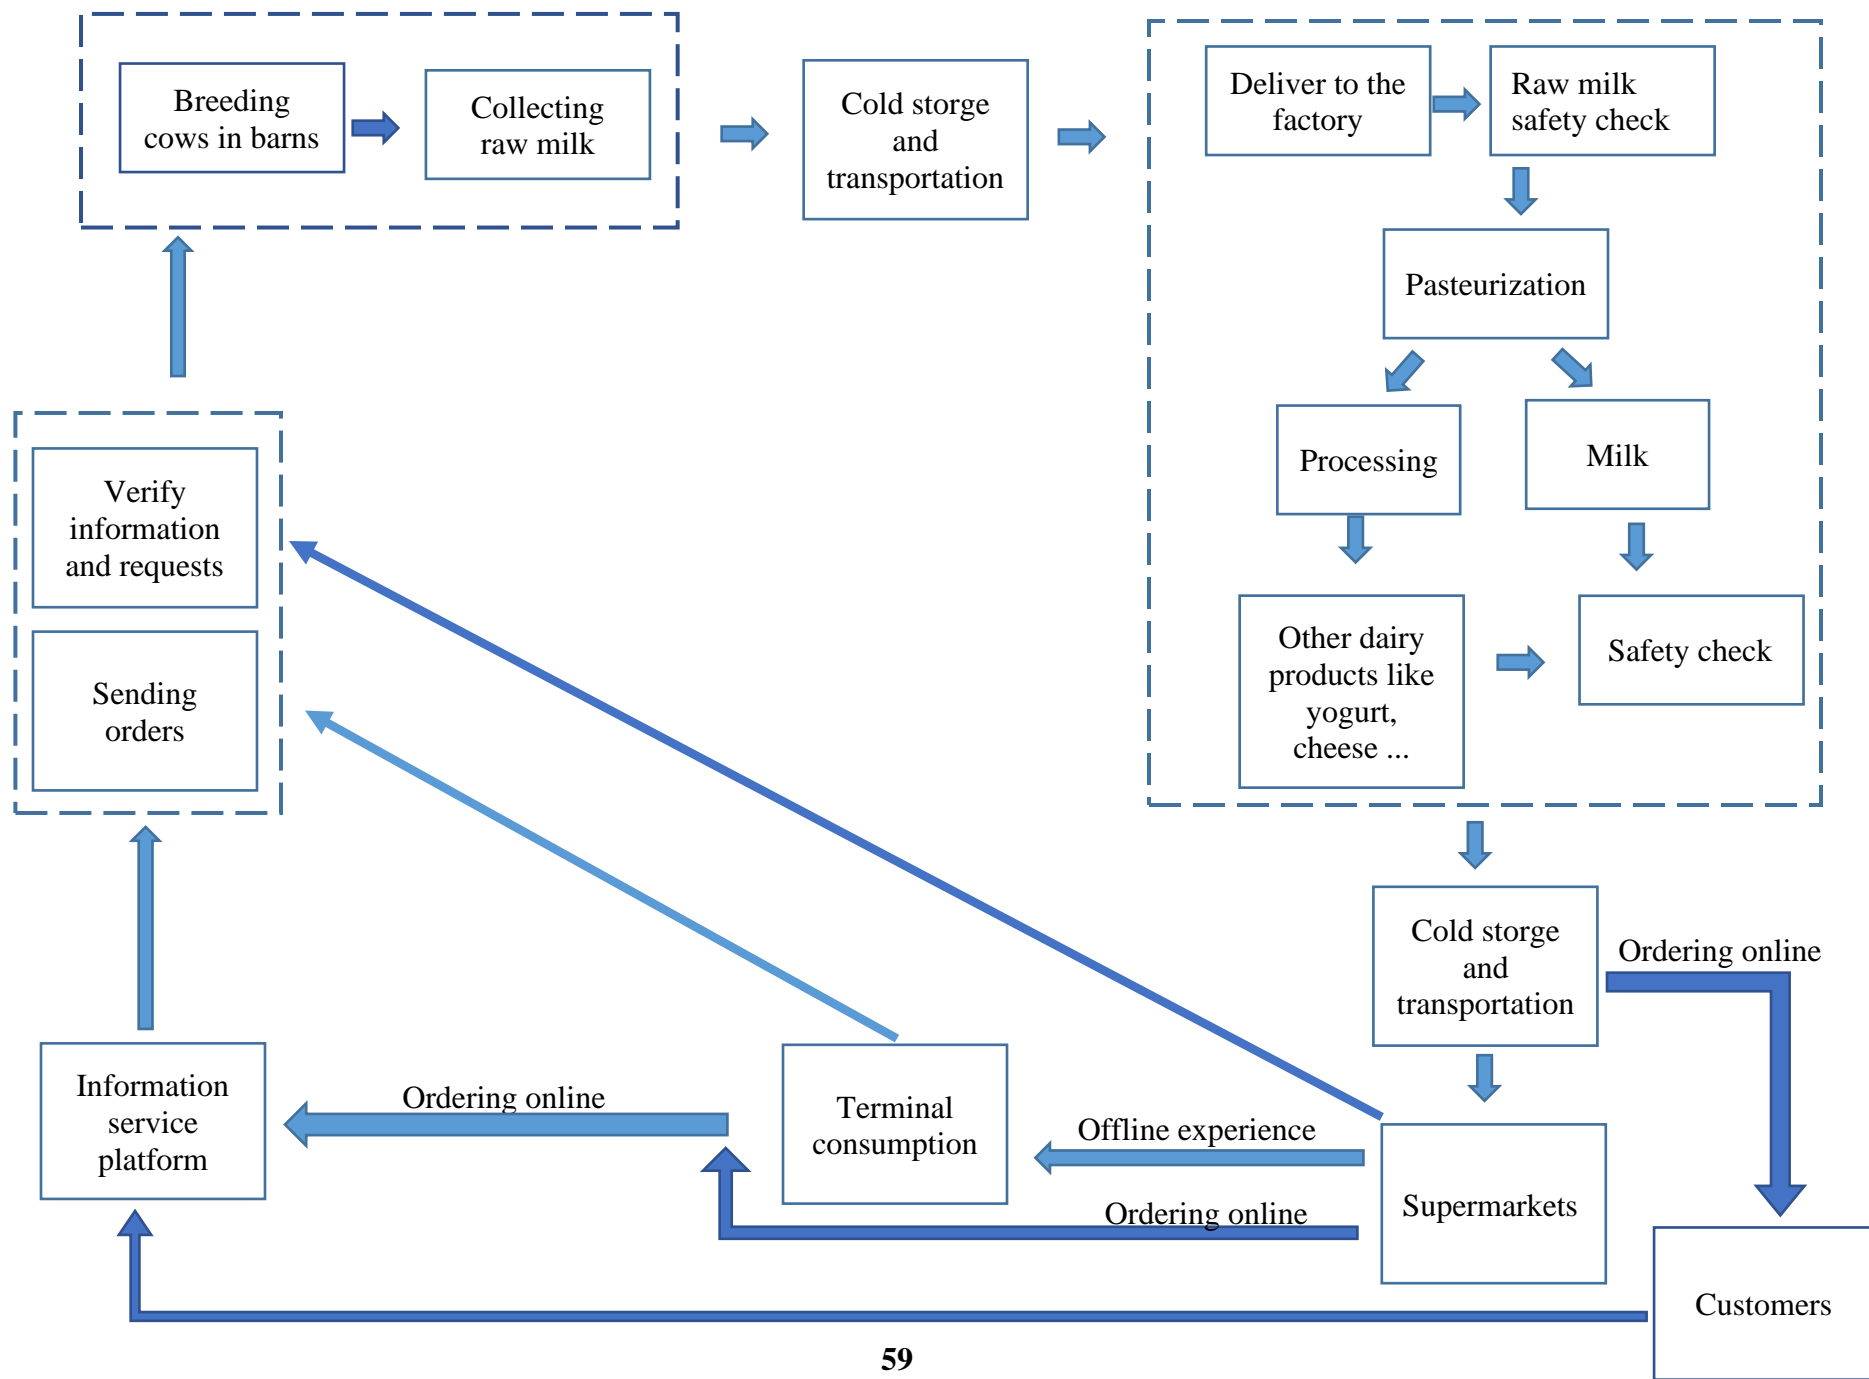 Breeding
cows in barns
Collecting
raw milk
Cold storge
and
transportation
Deliver to the
factory
Raw milk
safety check
Pasteurization
Processing
Milk
Other dairy
products like
yogurt,
cheese ...
Safety check
Verify
information
and requests
Sending
orders
Cold storge
and
transportation
Ordering online
Information
service
platform
Ordering online
Terminal
consumption
Offline experience
Ordering online
Supermarkets
Customers
59